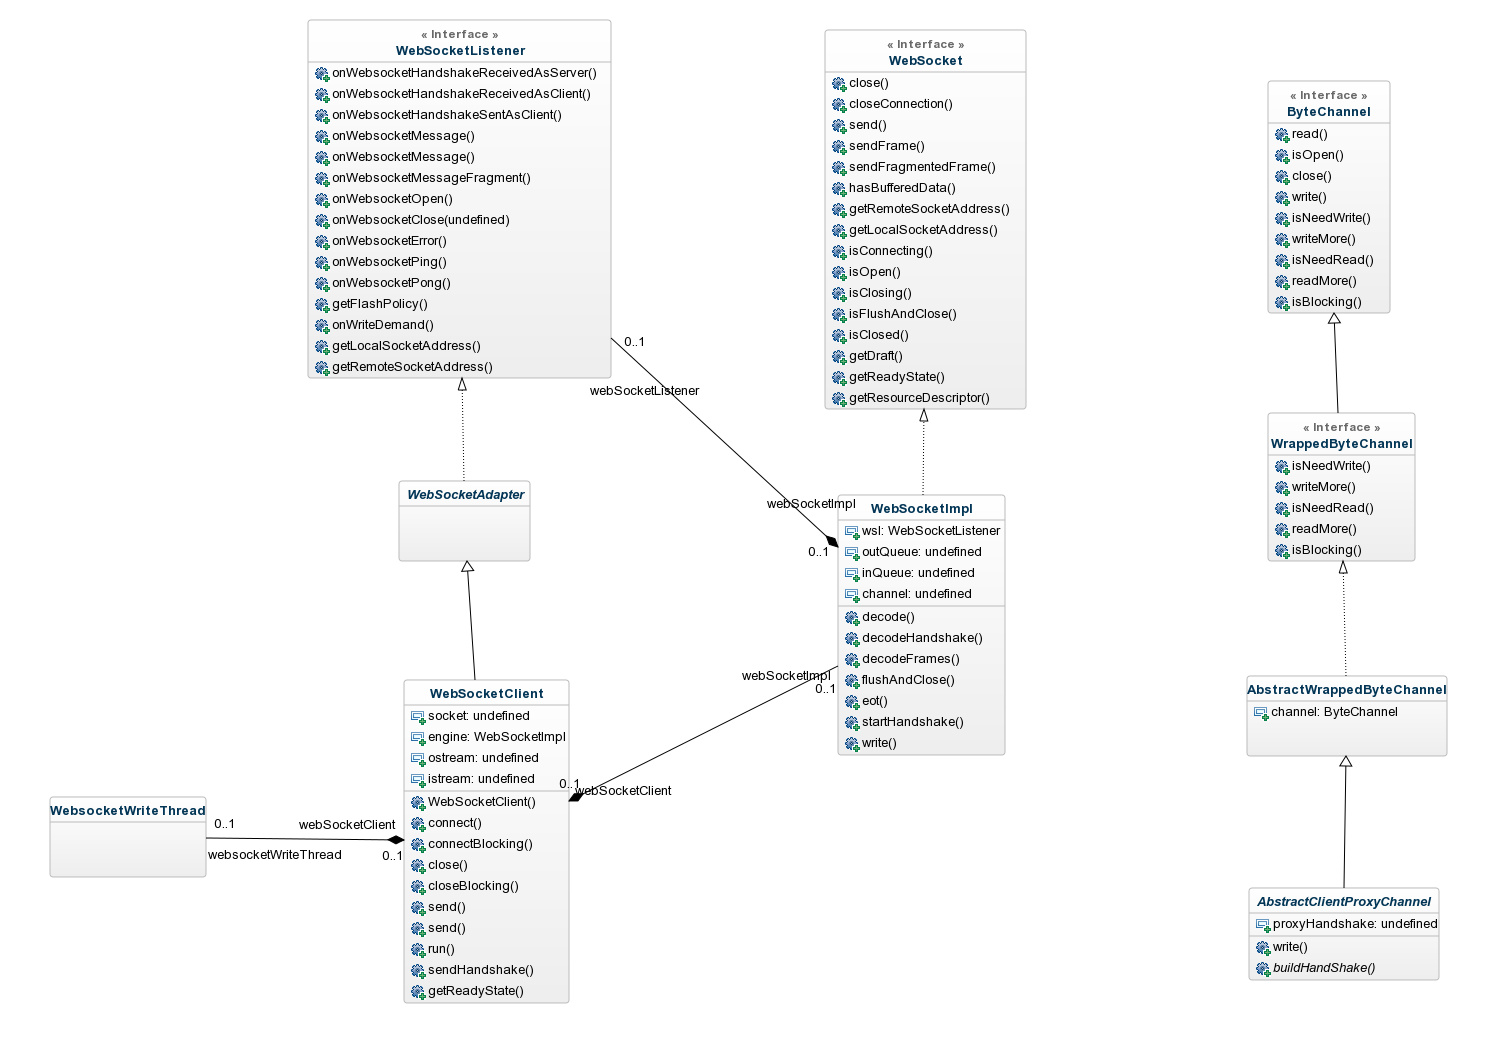 « Interface »
WebSocketListener
onWebsocketHandshakeReceivedAsServer()
onWebsocketHandshakeReceivedAsClient()
onWebsocketHandshakeSentAsClient()
onWebsocketMessage()
onWebsocketMessage()
onWebsocketMessageFragment()
onWebsocketOpen()
onWebsocketClose(undefined)
onWebsocketError()
onWebsocketPing()
onWebsocketPong()
getFlashPolicy()
onWriteDemand()
getLocalSocketAddress()
getRemoteSocketAddress()
« Interface »
WebSocket
close()
closeConnection()
send()
sendFrame()
sendFragmentedFrame()
hasBufferedData()
getRemoteSocketAddress()
getLocalSocketAddress()
isConnecting()
isOpen()
isClosing()
isFlushAndClose()
isClosed()
getDraft()
getReadyState()
getResourceDescriptor()
« Interface »
ByteChannel
read()
isOpen()
close()
write()
isNeedWrite()
writeMore()
isNeedRead()
readMore()
isBlocking()
0..1
webSocketListener
webSocketImpl
0..1
« Interface »
WrappedByteChannel
isNeedWrite()
writeMore()
isNeedRead()
readMore()
isBlocking()
WebSocketAdapter
WebSocketImpl
wsl: WebSocketListener
outQueue: undefined
inQueue: undefined
channel: undefined
decode()
decodeHandshake()
decodeFrames()
flushAndClose()
eot()
startHandshake()
write()
webSocketImpl
0..1
0..1
webSocketClient
WebSocketClient
socket: undefined
engine: WebSocketImpl
ostream: undefined
istream: undefined
WebSocketClient()
connect()
connectBlocking()
close()
closeBlocking()
send()
send()
run()
sendHandshake()
getReadyState()
WebsocketWriteThread
0..1
websocketWriteThread
webSocketClient
0..1
AbstractWrappedByteChannel
channel: ByteChannel
AbstractClientProxyChannel
proxyHandshake: undefined
write()
buildHandShake()